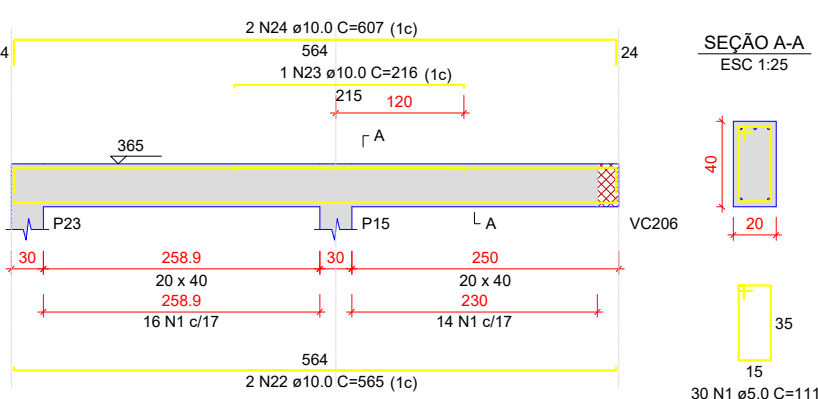 2 N24 ø10.0 C=607 (1c)
4
564
24
1 N23 ø10.0 C=216 (1c)
215
120
SEÇÃO A-A
ESC 1:25
A
365
40
P23
P15
A
VC206
20
30
258.9
30
250
20 x 40
20 x 40
258.9
230
16 N1 c/17
14 N1 c/17
35
564
15
2 N22 ø10.0 C=565 (1c)
30 N1 ø5.0 C=111